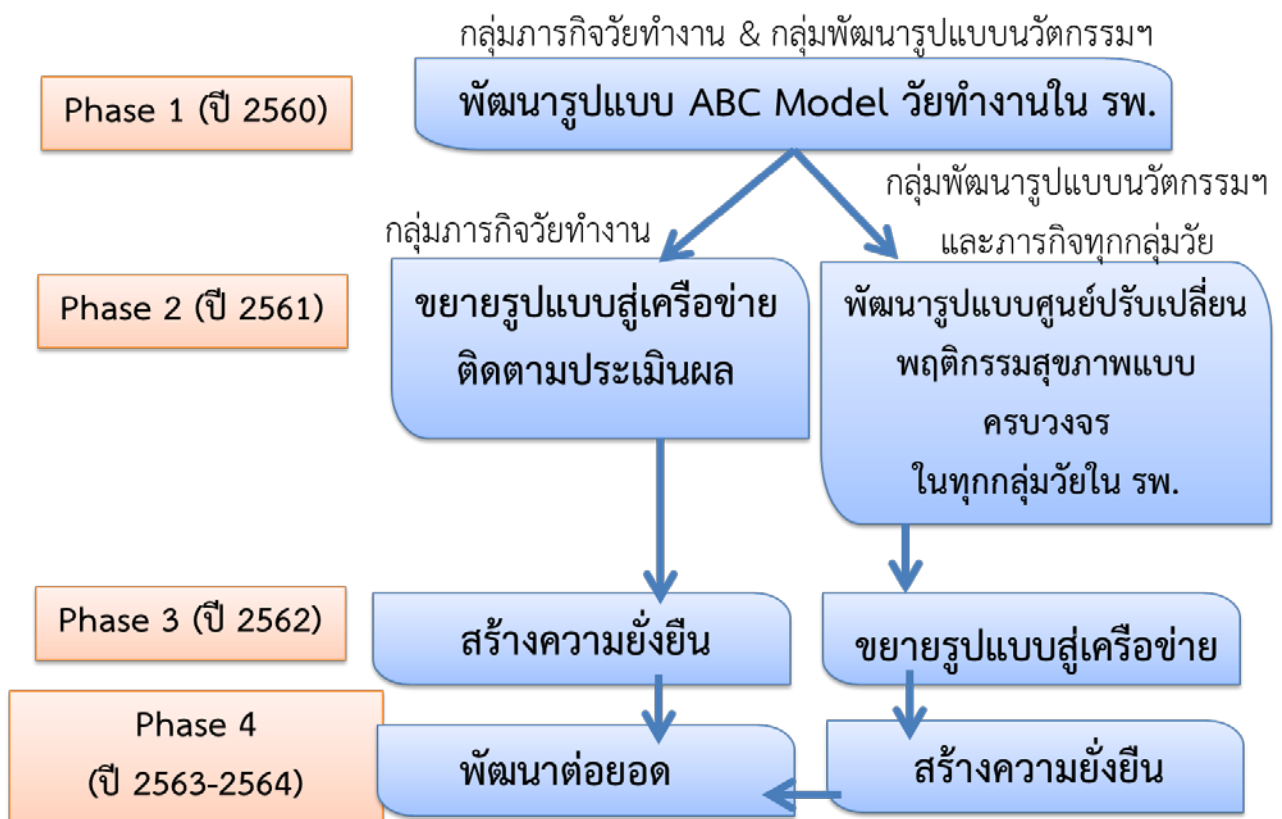 กลุ่มภารกิจวัยทำงาน & กลุ่มพัฒนารูปแบบนวัตกรรมฯ
Phase 1 (ปี 2560)
พัฒนารูปแบบ ABC Model วัยทำงานใน รพ.
กลุ่มภารกิจวัยทำงาน
กลุ่มพัฒนารูปแบบนวัตกรรมฯ
และภารกิจทุกกลุ่มวัย
Phase 2 (ปี 2561)
ขยายรูปแบบสู่เครือข่าย
ติดตามประเมินผล
พัฒนารูปแบบศูนย์ปรับเปลี่ยน
พฤติกรรมสุขภาพแบบ
ครบวงจร
ในทุกกลุ่มวัยใน รพ.
Phase 3 (ปี 2562)
สร้างความยั่งยืน
ขยายรูปแบบสู่เครือข่าย
Phase 4
(ปี 2563-2564)
พัฒนาต่อยอด
สร้างความยั่งยืน